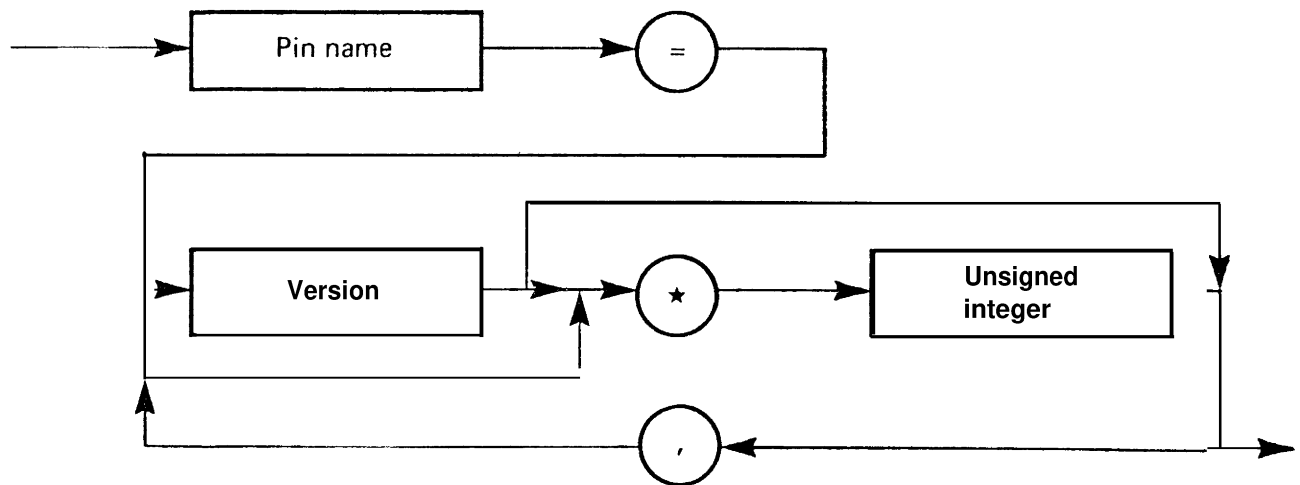 Pin name
=
Version
★
Unsigned
integer
,